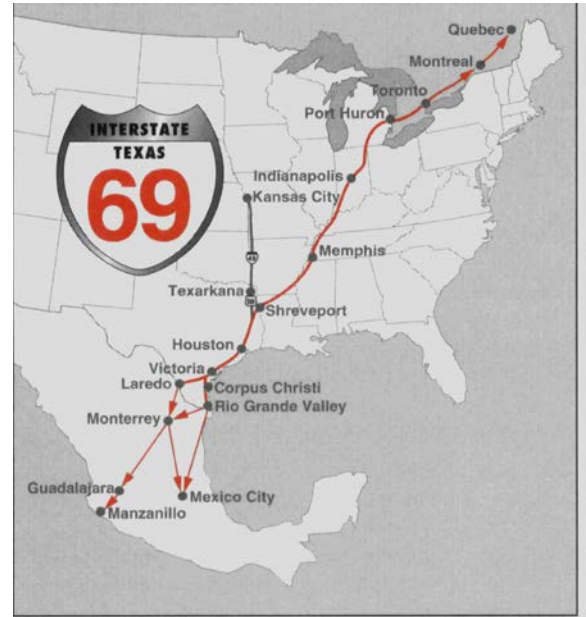 Quebec
Montreal
Toronto
Port Huron
INTERSTATE
TEXAS
69
Indianapolis
Kansas City
Memphis
49
Texarkana
Shreveport
Houston
Victoria
Laredo
Corpus Christi
Rio Grande Valley
Monterrey
Guadalajara
Mexico City
Manzanillo